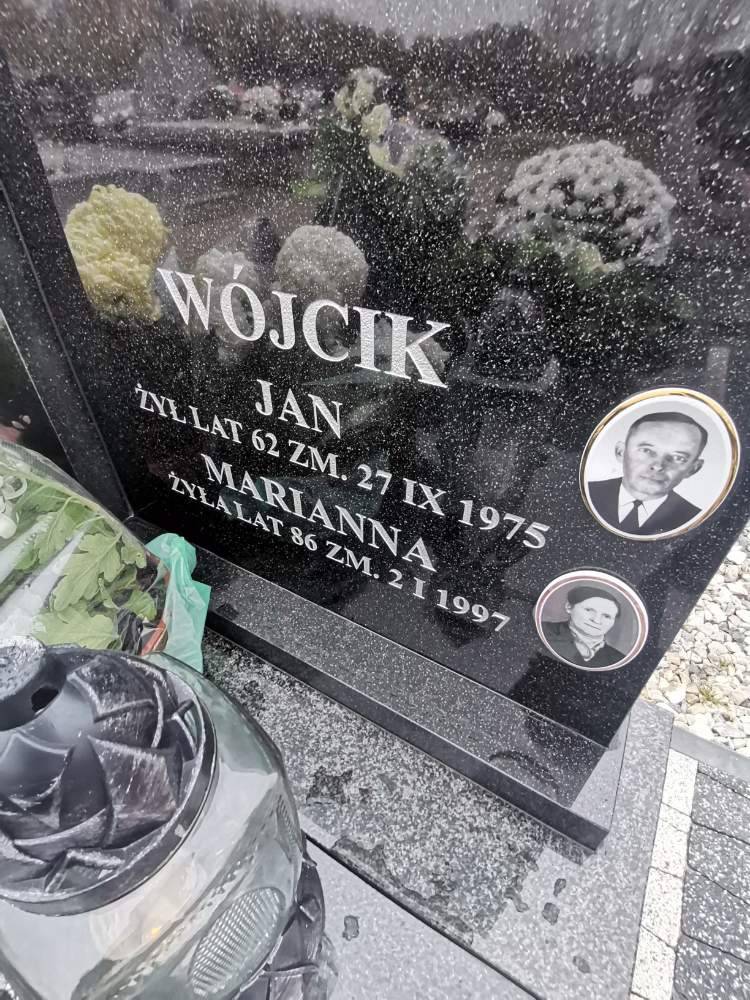 WÓJCIK
JAN
ŻYŁ LAT 62 ZM. 27 IX 1975
MARIANNA
ŻYŁA LAT 86 ZM. 2 I 1997